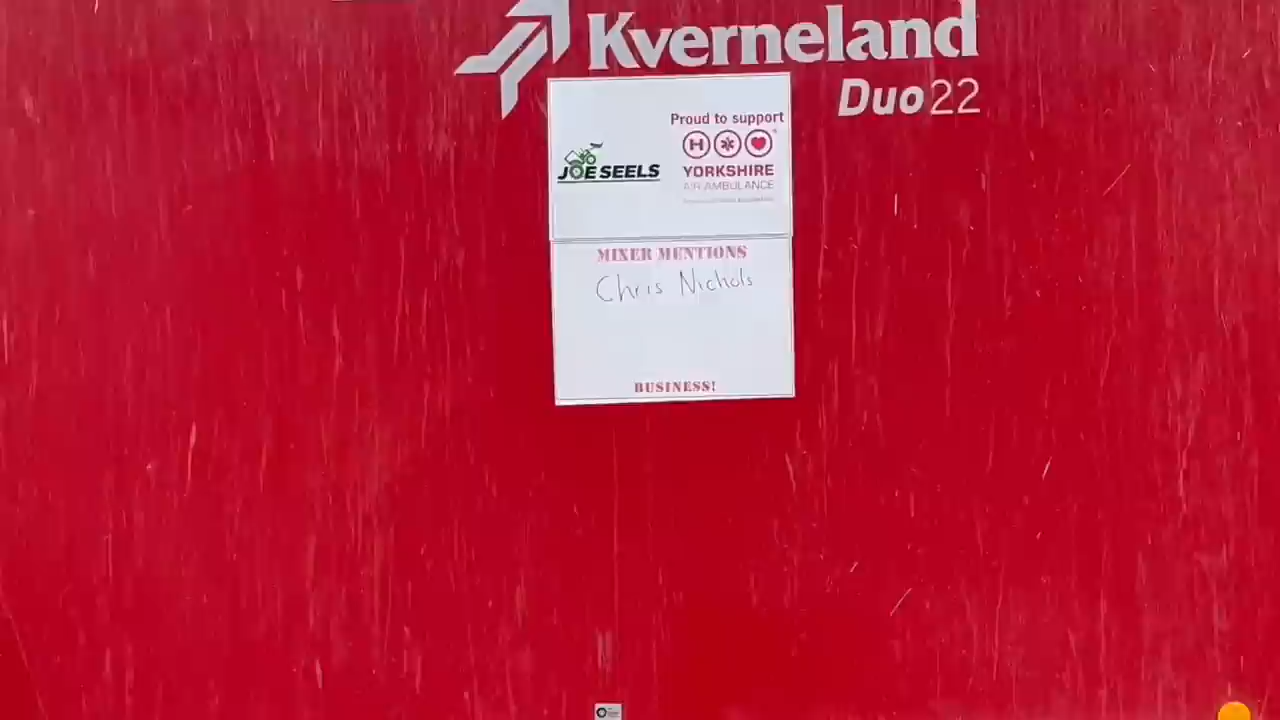 Kverneland
Duo22
Proud to support
H
JOE SEELS
YORKSHIRE
AIR AMBULANCE
MIXER MENTIONS
Chris Nichols
BUSINESS!